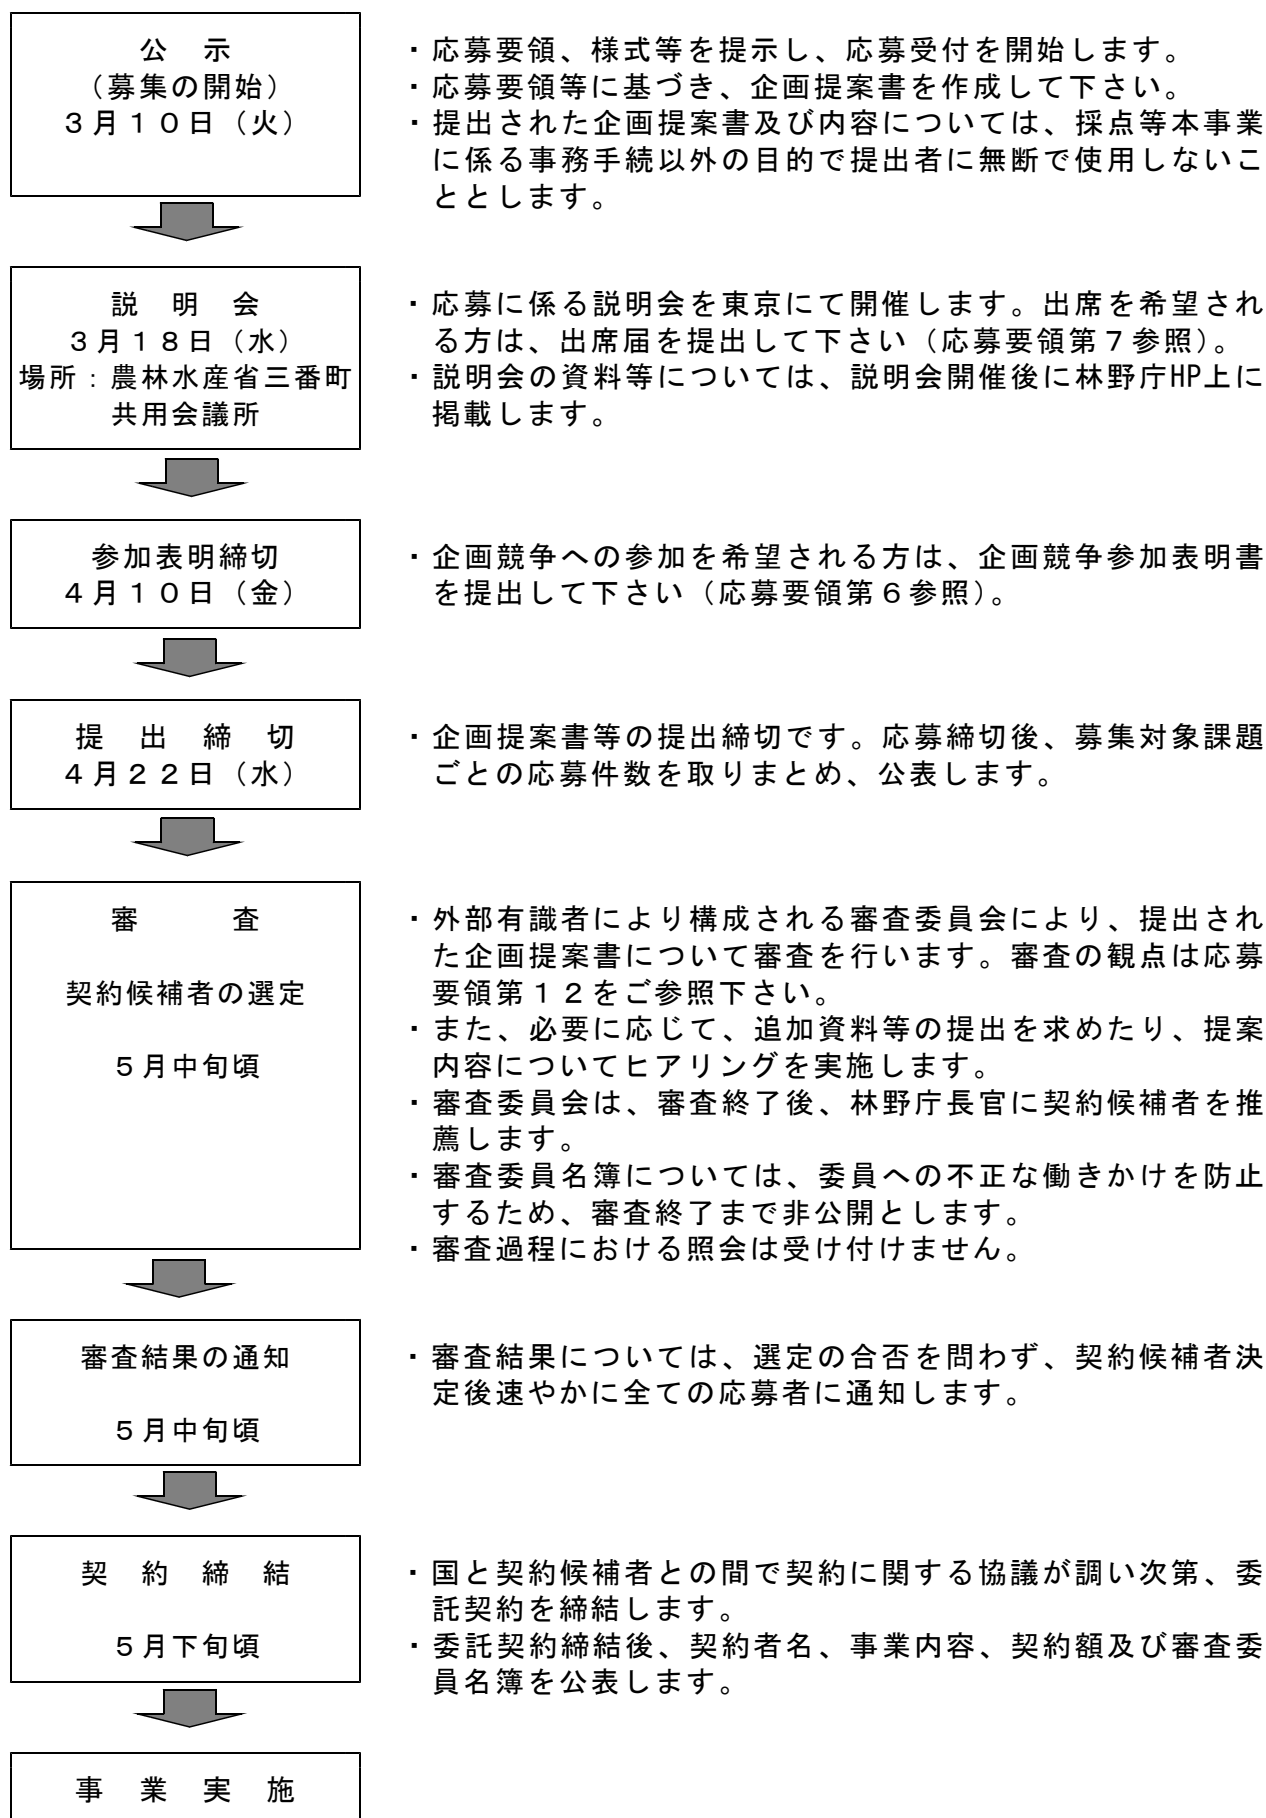 公　示
（募集の開始）
３月１０日（火）
・応募要領、様式等を提示し、応募受付を開始します。
・応募要領等に基づき、企画提案書を作成して下さい。
・提出された企画提案書及び内容については、採点等本事業
に係る事務手続以外の目的で提出者に無断で使用しないこ
ととします。
説　明　会
３月１８日（水）
場所：農林水産省三番町
共用会議所
・応募に係る説明会を東京にて開催します。出席を希望され
る方は、出席届を提出して下さい（応募要領第７参照）。
・説明会の資料等については、説明会開催後に林野庁HP上に
掲載します。
参加表明締切
４月１０日（金）
・企画競争への参加を希望される方は、企画競争参加表明書
を提出して下さい（応募要領第６参照）。
提　出　締　切
４月２２日（水）
・企画提案書等の提出締切です。応募締切後、募集対象課題
ごとの応募件数を取りまとめ、公表します。
審　　　査
契約候補者の選定
５月中旬頃
・外部有識者により構成される審査委員会により、提出され
た企画提案書について審査を行います。審査の観点は応募
要領第１２をご参照下さい。
・また、必要に応じて、追加資料等の提出を求めたり、提案
内容についてヒアリングを実施します。
・審査委員会は、審査終了後、林野庁長官に契約候補者を推
薦します。
・審査委員名簿については、委員への不正な働きかけを防止
するため、審査終了まで非公開とします。
・審査過程における照会は受け付けません。
審査結果の通知
５月中旬頃
・審査結果については、選定の合否を問わず、契約候補者決
定後速やかに全ての応募者に通知します。
契　約　締　結
５月下旬頃
・国と契約候補者との間で契約に関する協議が調い次第、委
託契約を締結します。
・委託契約締結後、契約者名、事業内容、契約額及び審査委
員名簿を公表します。
事　業　実　施